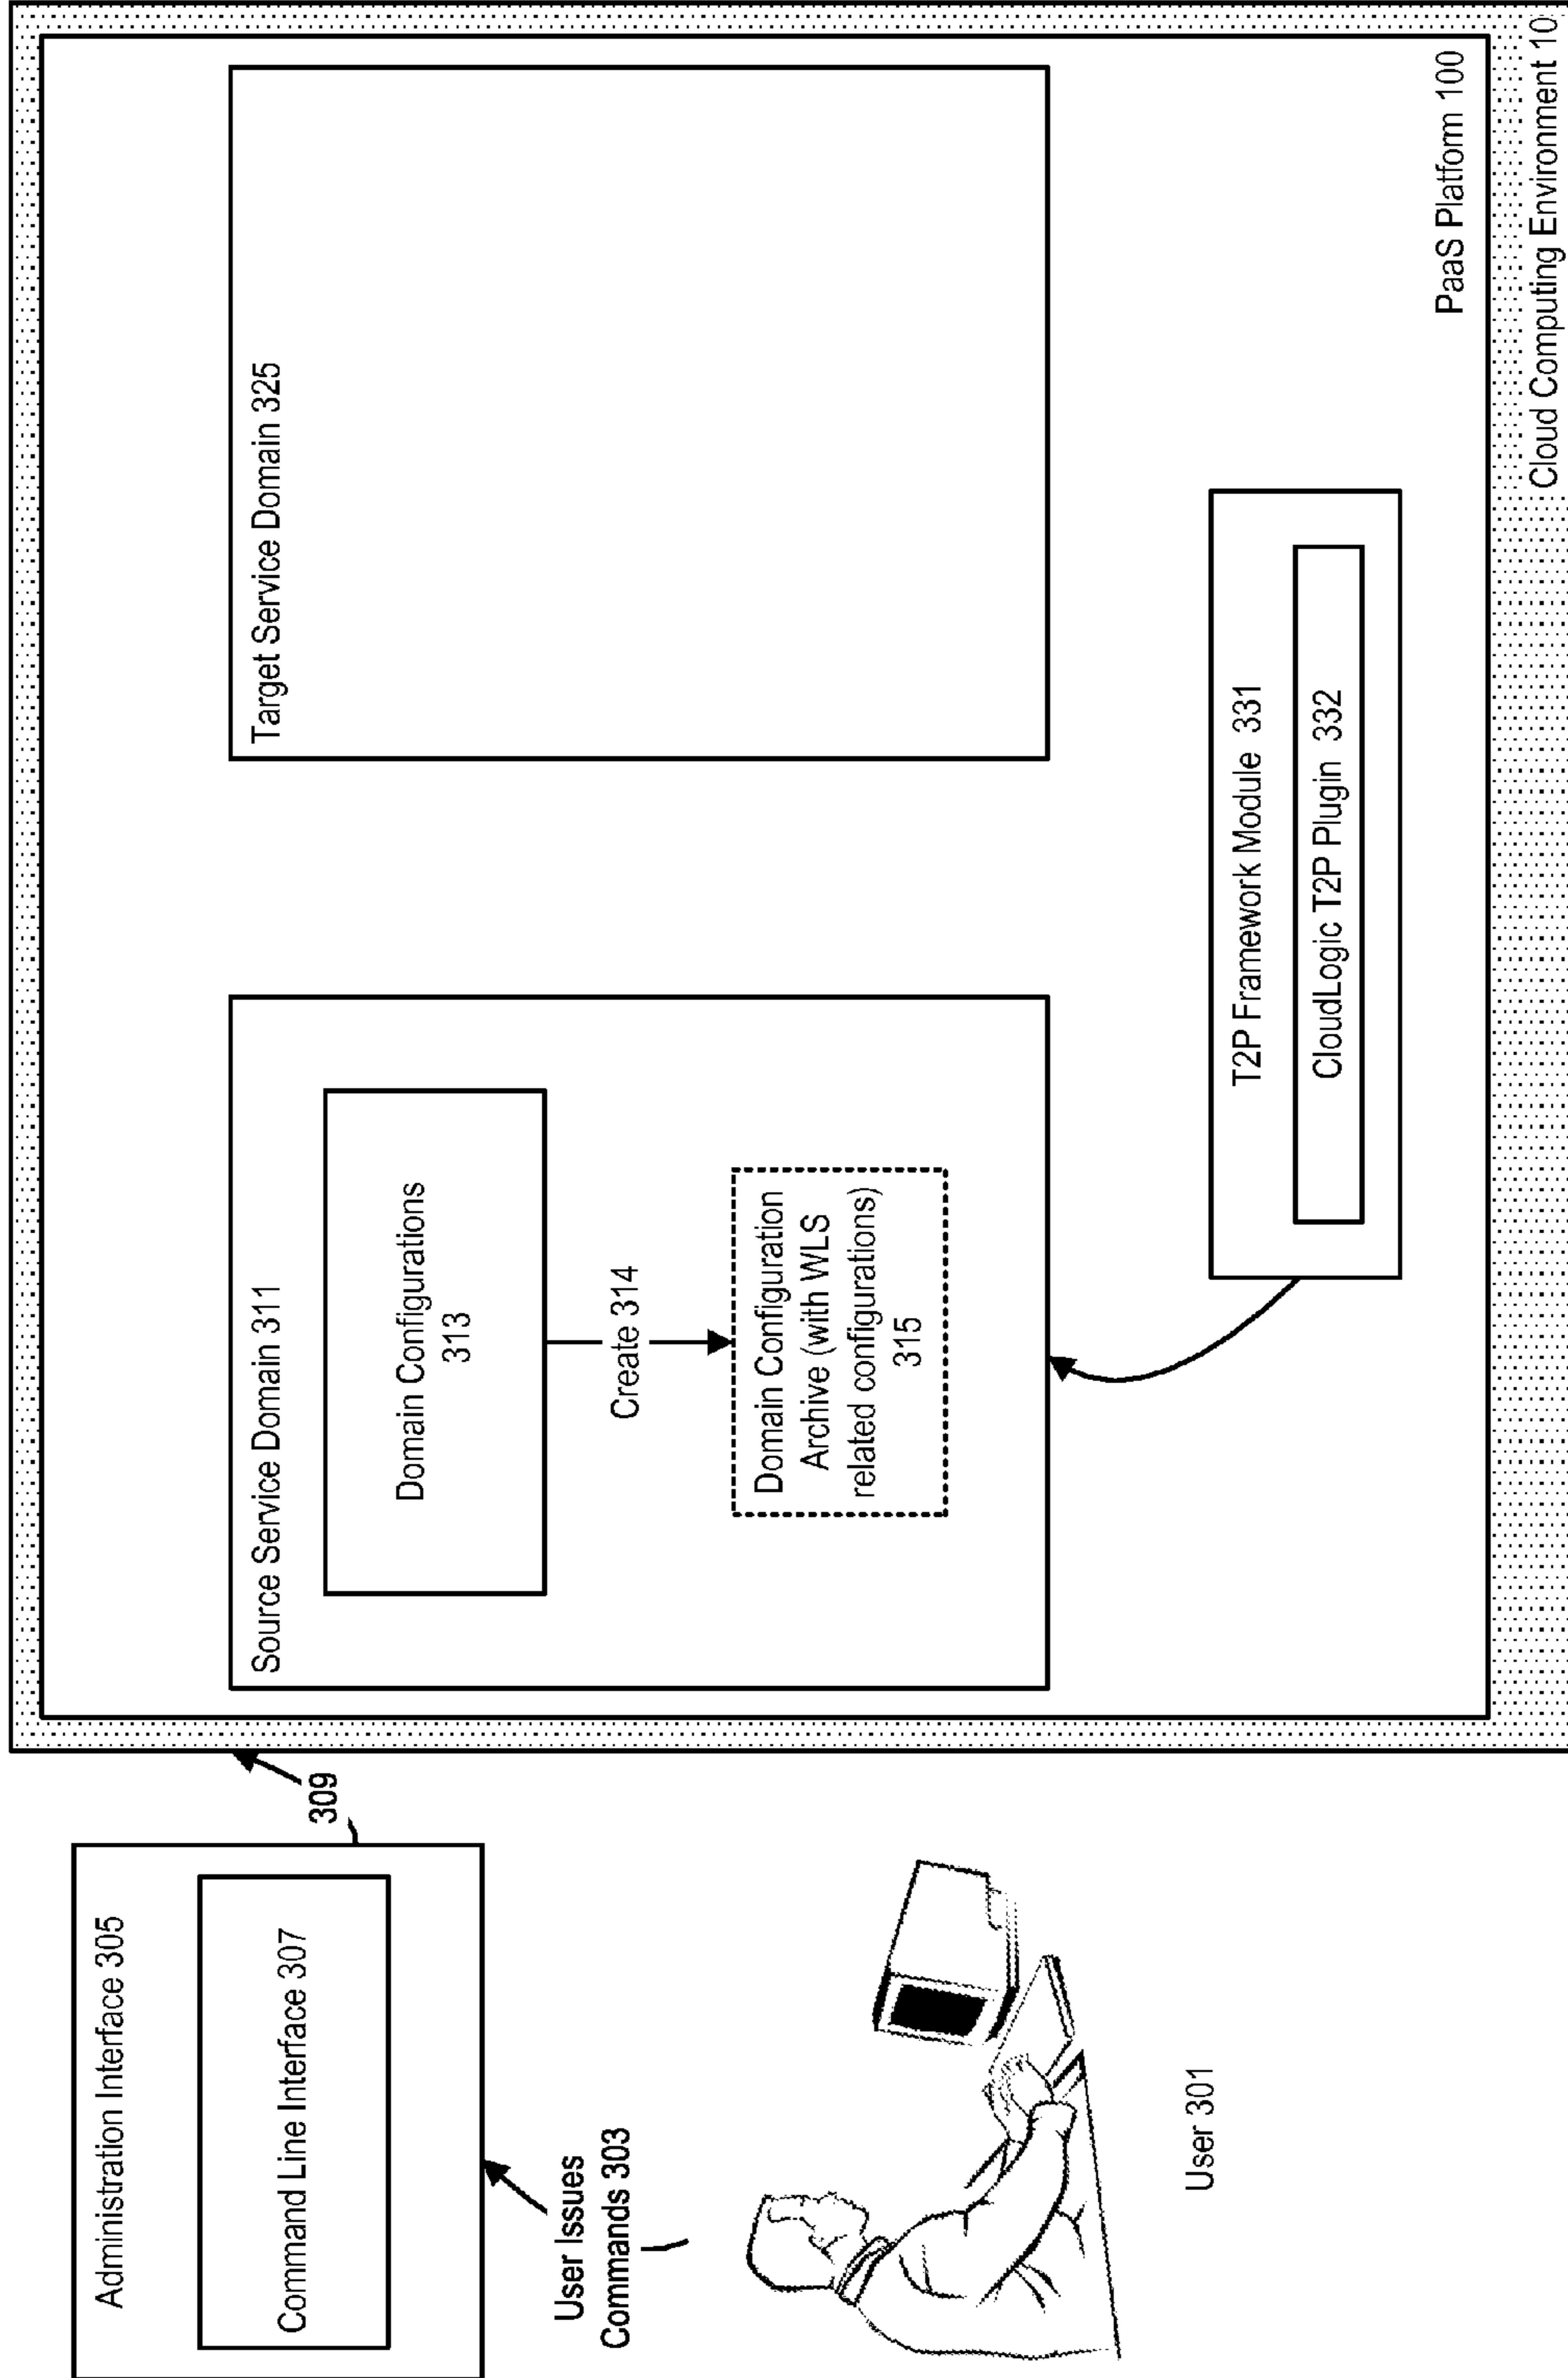 Administration Interface 305
Command Line Interface 307
309
User Issues
Commands 303
User 301
Source Service Domain 311
Domain Configurations
313
Create 314
Domain Configuration
Archive (with WLS
related configurations)
315
Target Service Domain 325
T2P Framework Module 331
CloudLogic T2P Plugin 332
PaaS Platform 100
Cloud Computing Environment 10